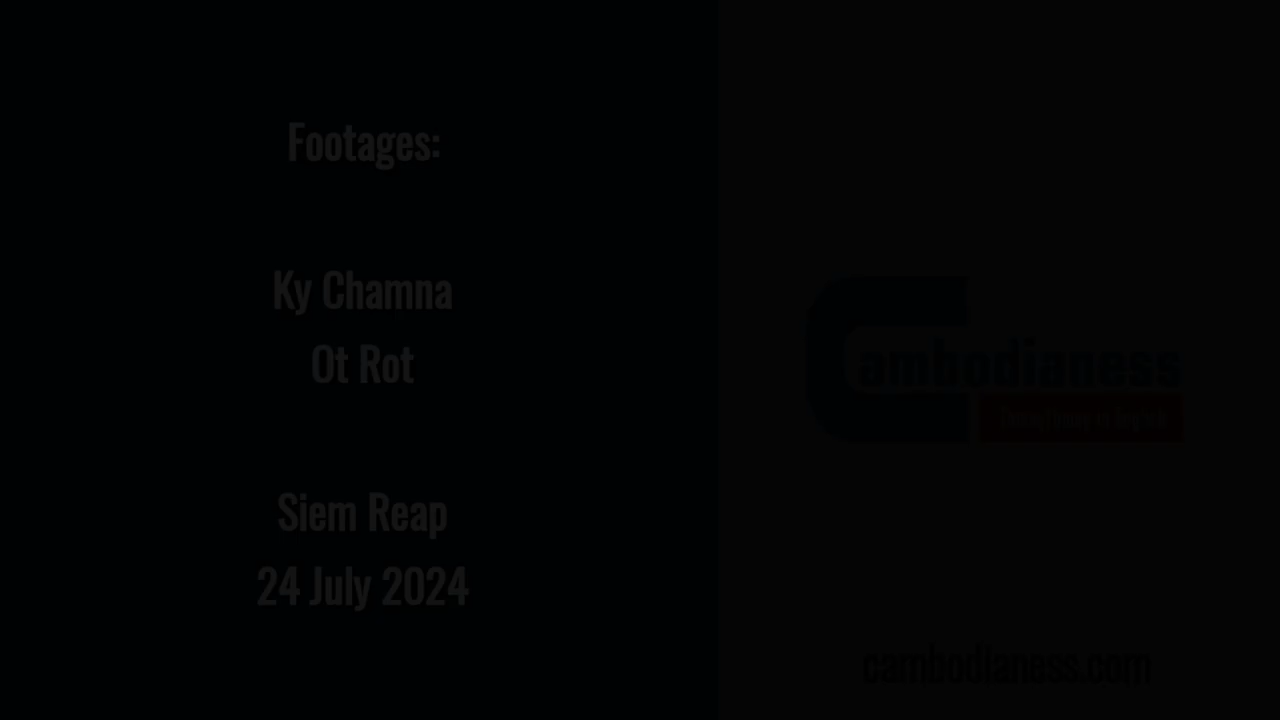 Footages:
Ky Chamna
Ot Rot
Siem Reap
24 July 2024
Cambodianess
cambodianess.com